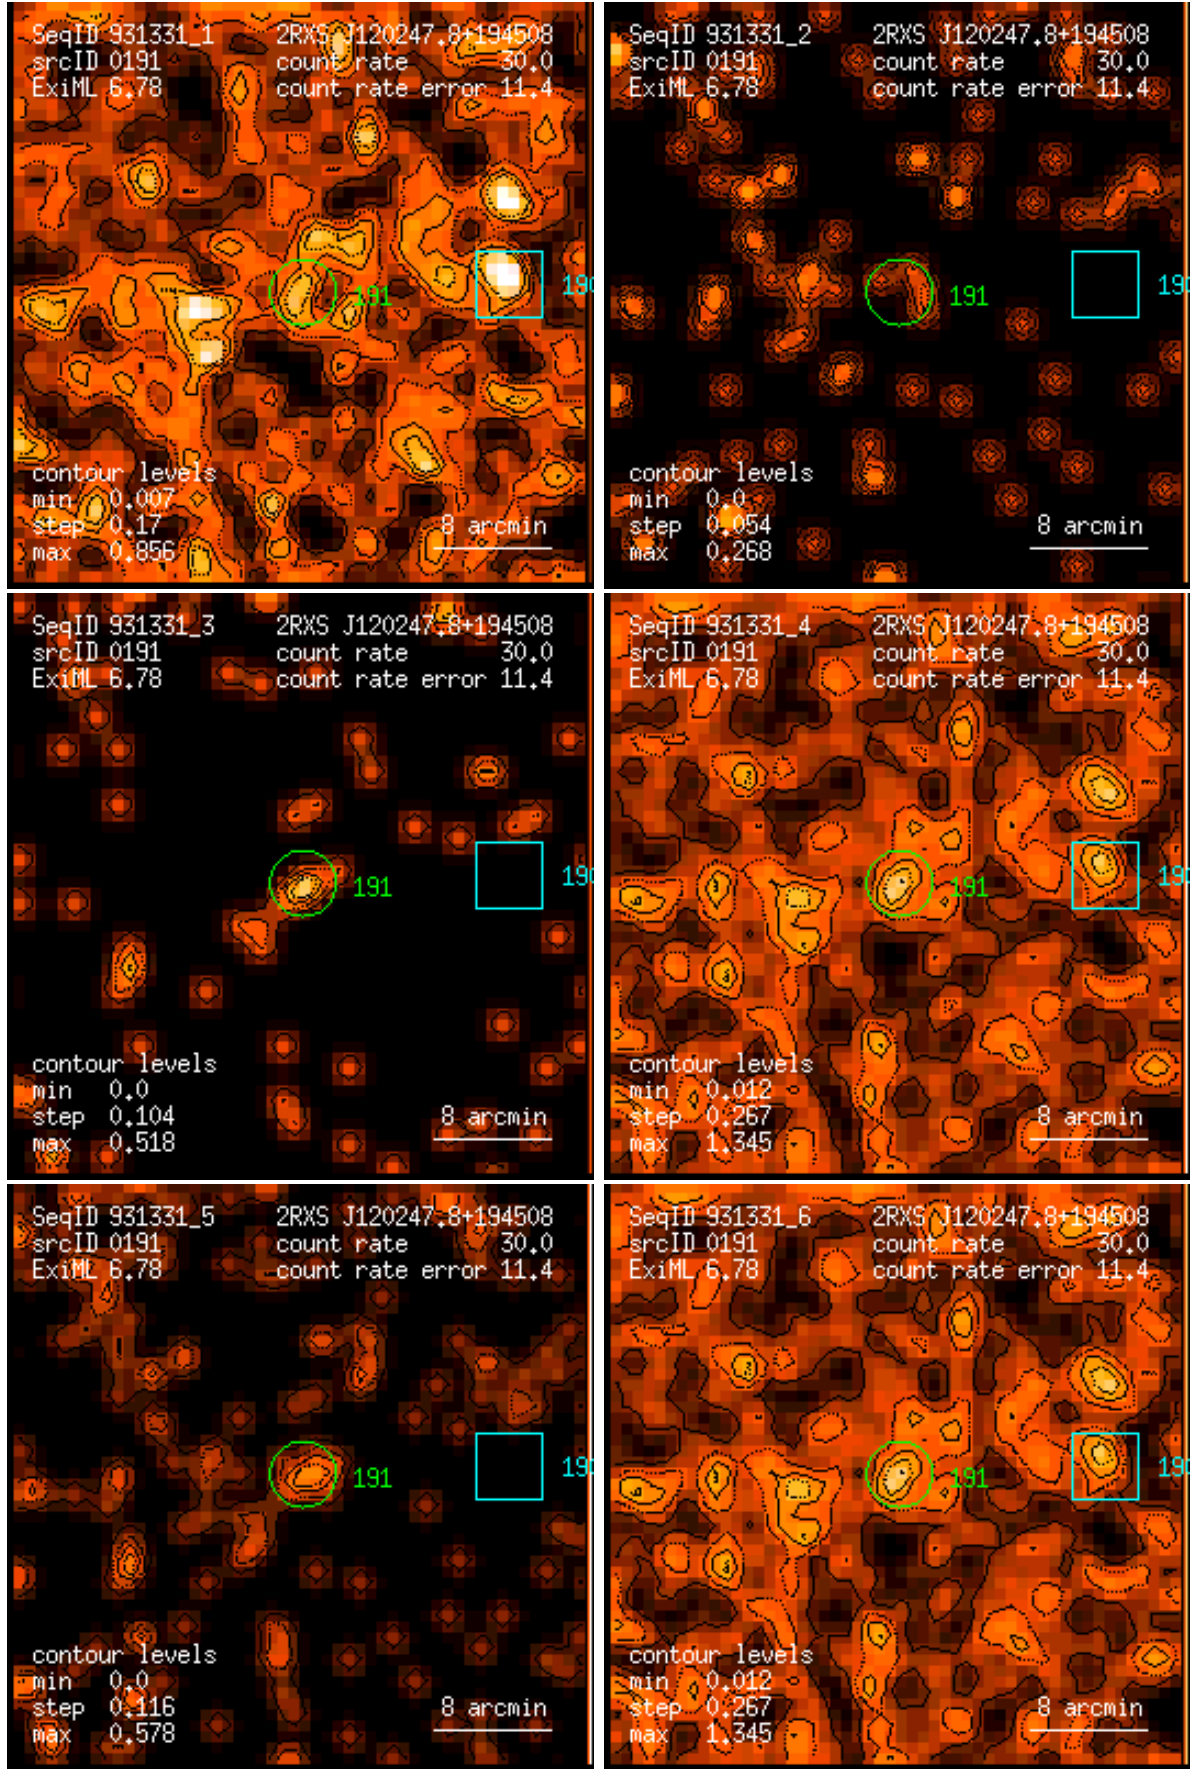 SeqID 931331_1 2RXS J120247.8+194508
srcID 0191 count rate 30.0
ExiML 6.78 count rate error 11.4
191
190
contour levels
min 0.007
step 0.17
max 0.856
8 arcmin
SeqID 931331_2 2RXS J120247.8+194508
srcID 0191 count rate 30.0
ExiML 6.78 count rate error 11.4
191
190
contour levels
min 0.0
step 0.054
max 0.268
8 arcmin
SeqID 931331_3 2RXS J120247.8+194508
srcID 0191 count rate 30.0
ExiML 6.78 count rate error 11.4
191
190
contour levels
min 0.0
step 0.104
max 0.518
8 arcmin
SeqID 931331_4 2RXS J120247.8+194508
srcID 0191 count rate 30.0
ExiML 6.78 count rate error 11.4
191
190
contour levels
min 0.012
step 0.267
max 1.345
8 arcmin
SeqID 931331_5 2RXS J120247.8+194508
srcID 0191 count rate 30.0
ExiML 6.78 count rate error 11.4
191
190
contour levels
min 0.0
step 0.116
max 0.578
8 arcmin
SeqID 931331_6 2RXS J120247.8+194508
srcID 0191 count rate 30.0
ExiML 6.78 count rate error 11.4
191
190
contour levels
min 0.012
step 0.267
max 1.345
8 arcmin